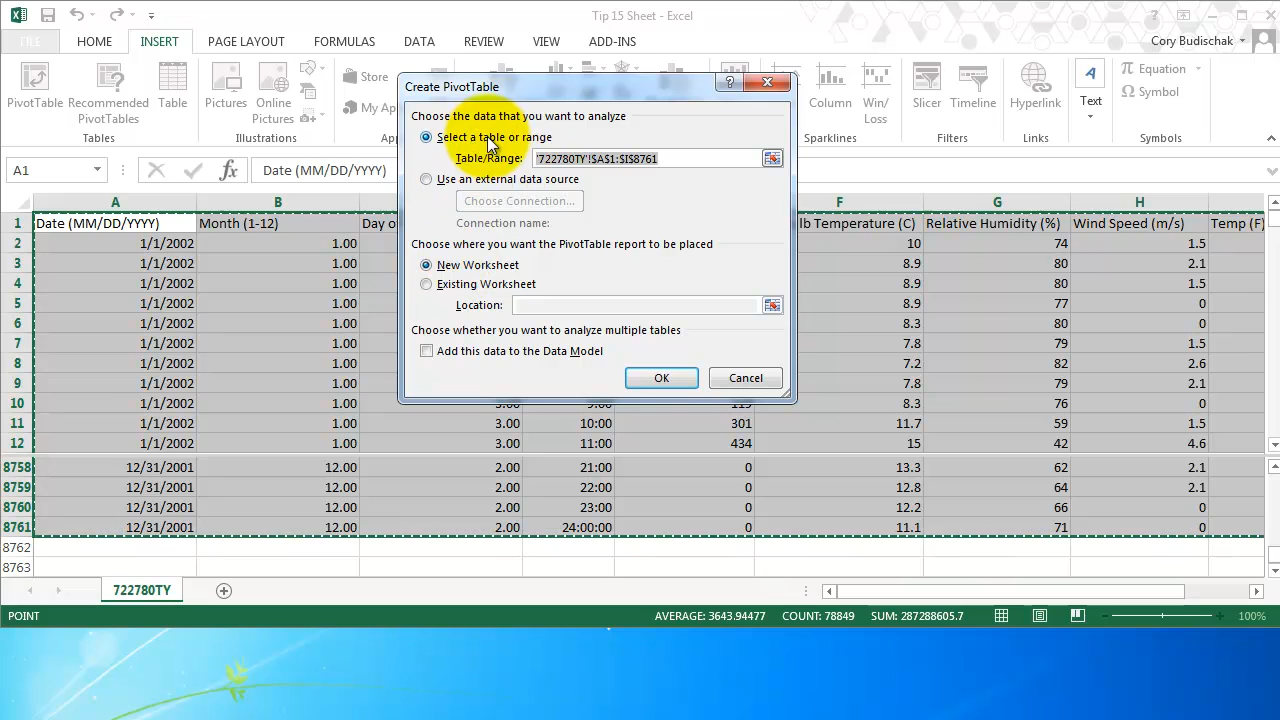 Tip 15 Sheet - Excel
FILE HOME INSERT PAGE LAYOUT FORMULAS DATA REVIEW VIEW ADD-INS Cory Budischak
PivotTable Recommended PivotTables Table Pictures Online Pictures Store My Ap Column Win/Loss Slicer Timeline Hyperlink Text Equation Symbol
Tables Illustrations Sparklines Filters Links Symbols
A1 Date (MM/DD/YYYY)
A B F G H
1 Date (MM/DD/YYYY) Month (1-12) Day o lb Temperature (C) Relative Humidity (%) Wind Speed (m/s) Temp (F)
2 1/1/2002 1.00 10 74 1.5
3 1/1/2002 1.00 8.9 80 2.1
4 1/1/2002 1.00 8.9 80 1.5
5 1/1/2002 1.00 8.9 77 0
6 1/1/2002 1.00 8.3 80 0
7 1/1/2002 1.00 7.8 79 1.5
8 1/1/2002 1.00 7.2 82 2.6
9 1/1/2002 1.00 7.8 79 2.1
10 1/1/2002 1.00 8.3 76 0
11 1/1/2002 1.00 3.00 10:00 301 11.7 59 1.5
12 1/1/2002 1.00 3.00 11:00 434 15 42 4.6
8758 12/31/2001 12.00 2.00 21:00 0 13.3 62 2.1
8759 12/31/2001 12.00 2.00 22:00 0 12.8 64 2.1
8760 12/31/2001 12.00 2.00 23:00 0 12.2 66 0
8761 12/31/2001 12.00 2.00 24:00:00 0 11.1 71 0
8762
8763
Create PivotTable
Choose the data that you want to analyze
Select a table or range
Table/Range: '722780TY'!$A$1:$I$8761
Use an external data source
Choose Connection...
Connection name:
Choose where you want the PivotTable report to be placed
New Worksheet
Existing Worksheet
Location:
Choose whether you want to analyze multiple tables
Add this data to the Data Model
OK Cancel
722780TY
POINT AVERAGE: 3643.94477 COUNT: 78849 SUM: 287288605.7 100%